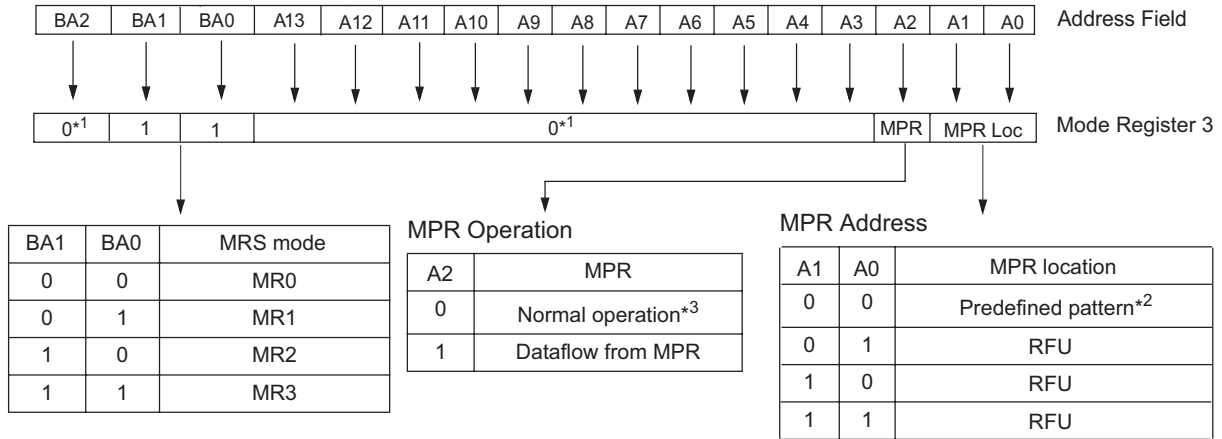 BA2 BA1 BA0 A13 A12 A11 A10 A9 A8 A7 A6 A5 A4 A3 A2 A1 A0 Address Field
0*1 1 1 0*1 MPR MPR Loc Mode Register 3
BA1 BA0 MRS mode
0 0 MR0
0 1 MR1
1 0 MR2
1 1 MR3
MPR Operation
A2 MPR
0 Normal operation*3
1 Dataflow from MPR
MPR Address
A1 A0 MPR location
0 0 Predefined pattern*2
0 1 RFU
1 0 RFU
1 1 RFU